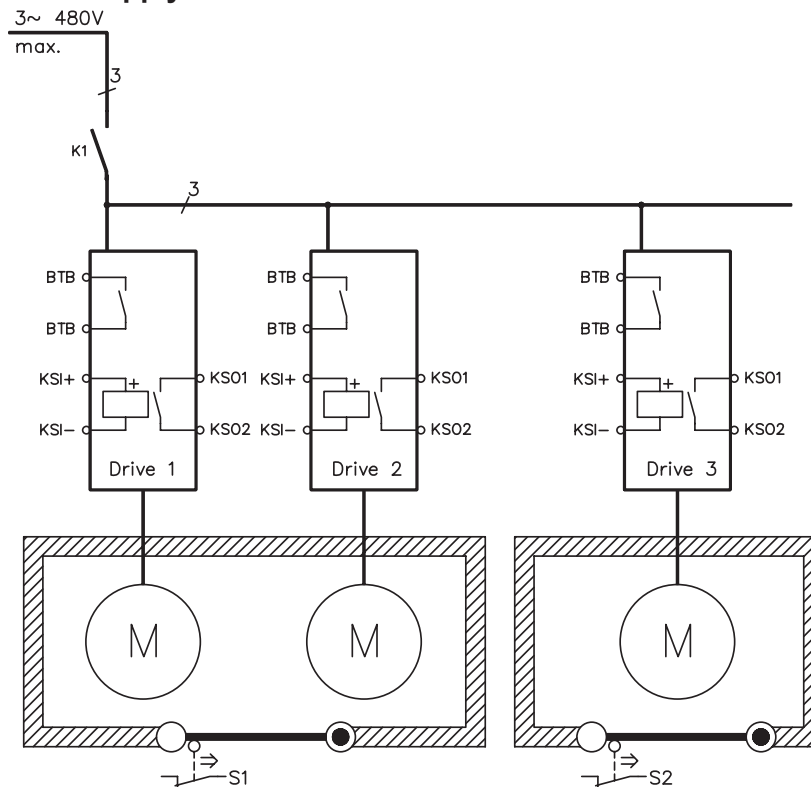 3~ 480V
max.
3
K1
3
BTB
BTB
BTB
BTB
BTB
BTB
KSI+
KSO1
KSI+
KSO1
KSI+
KSO1
+
+
+
KSI-
KSO2
KSI-
KSO2
KSI-
KSO2
Drive 1
Drive 2
Drive 3
M
M
M
S1
S2